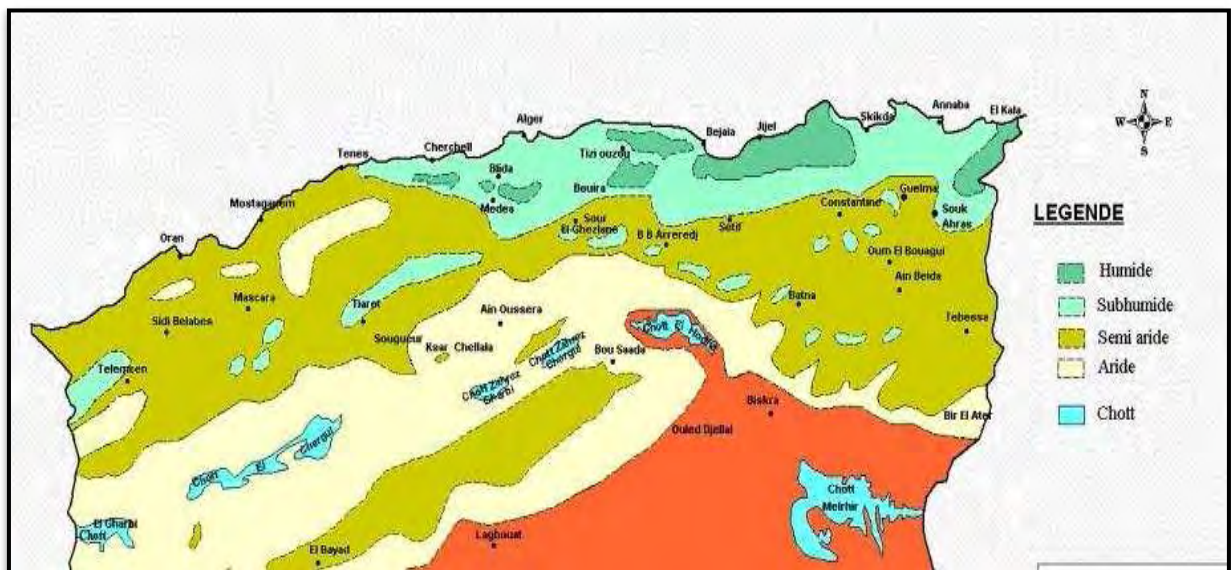 N
W E
S
El Kala
Annaba
Skikda
Jijel
Bejaia
Alger
Tizi ouzou
Cherchell
Tenes
Blida
Bouira
Medea
Guelma
Constantine
Souk
Ahras
Mostaganem
Sour
El Ghozlane
Setif
B B Arreredj
Oran
Oum El Bouagui
Ain Beida
Mascara
Tiaret
Batna
Sidi Belabes
Ain Oussera
Chott El Hodna
Tebessa
Sougueur
Ksar Chellala
Chott Zahrez
Chergui
Bou Saada
Telemcen
Chott Zahrez
Gharbi
Biskra
Bir El Ater
Ouled Djellal
Chott El Chergui
Chott
Melrhir
El Gharbi
Chott
Laghouat
El Bayad
LEGENDE
Humide
Subhumide
Semi aride
Aride
Chott